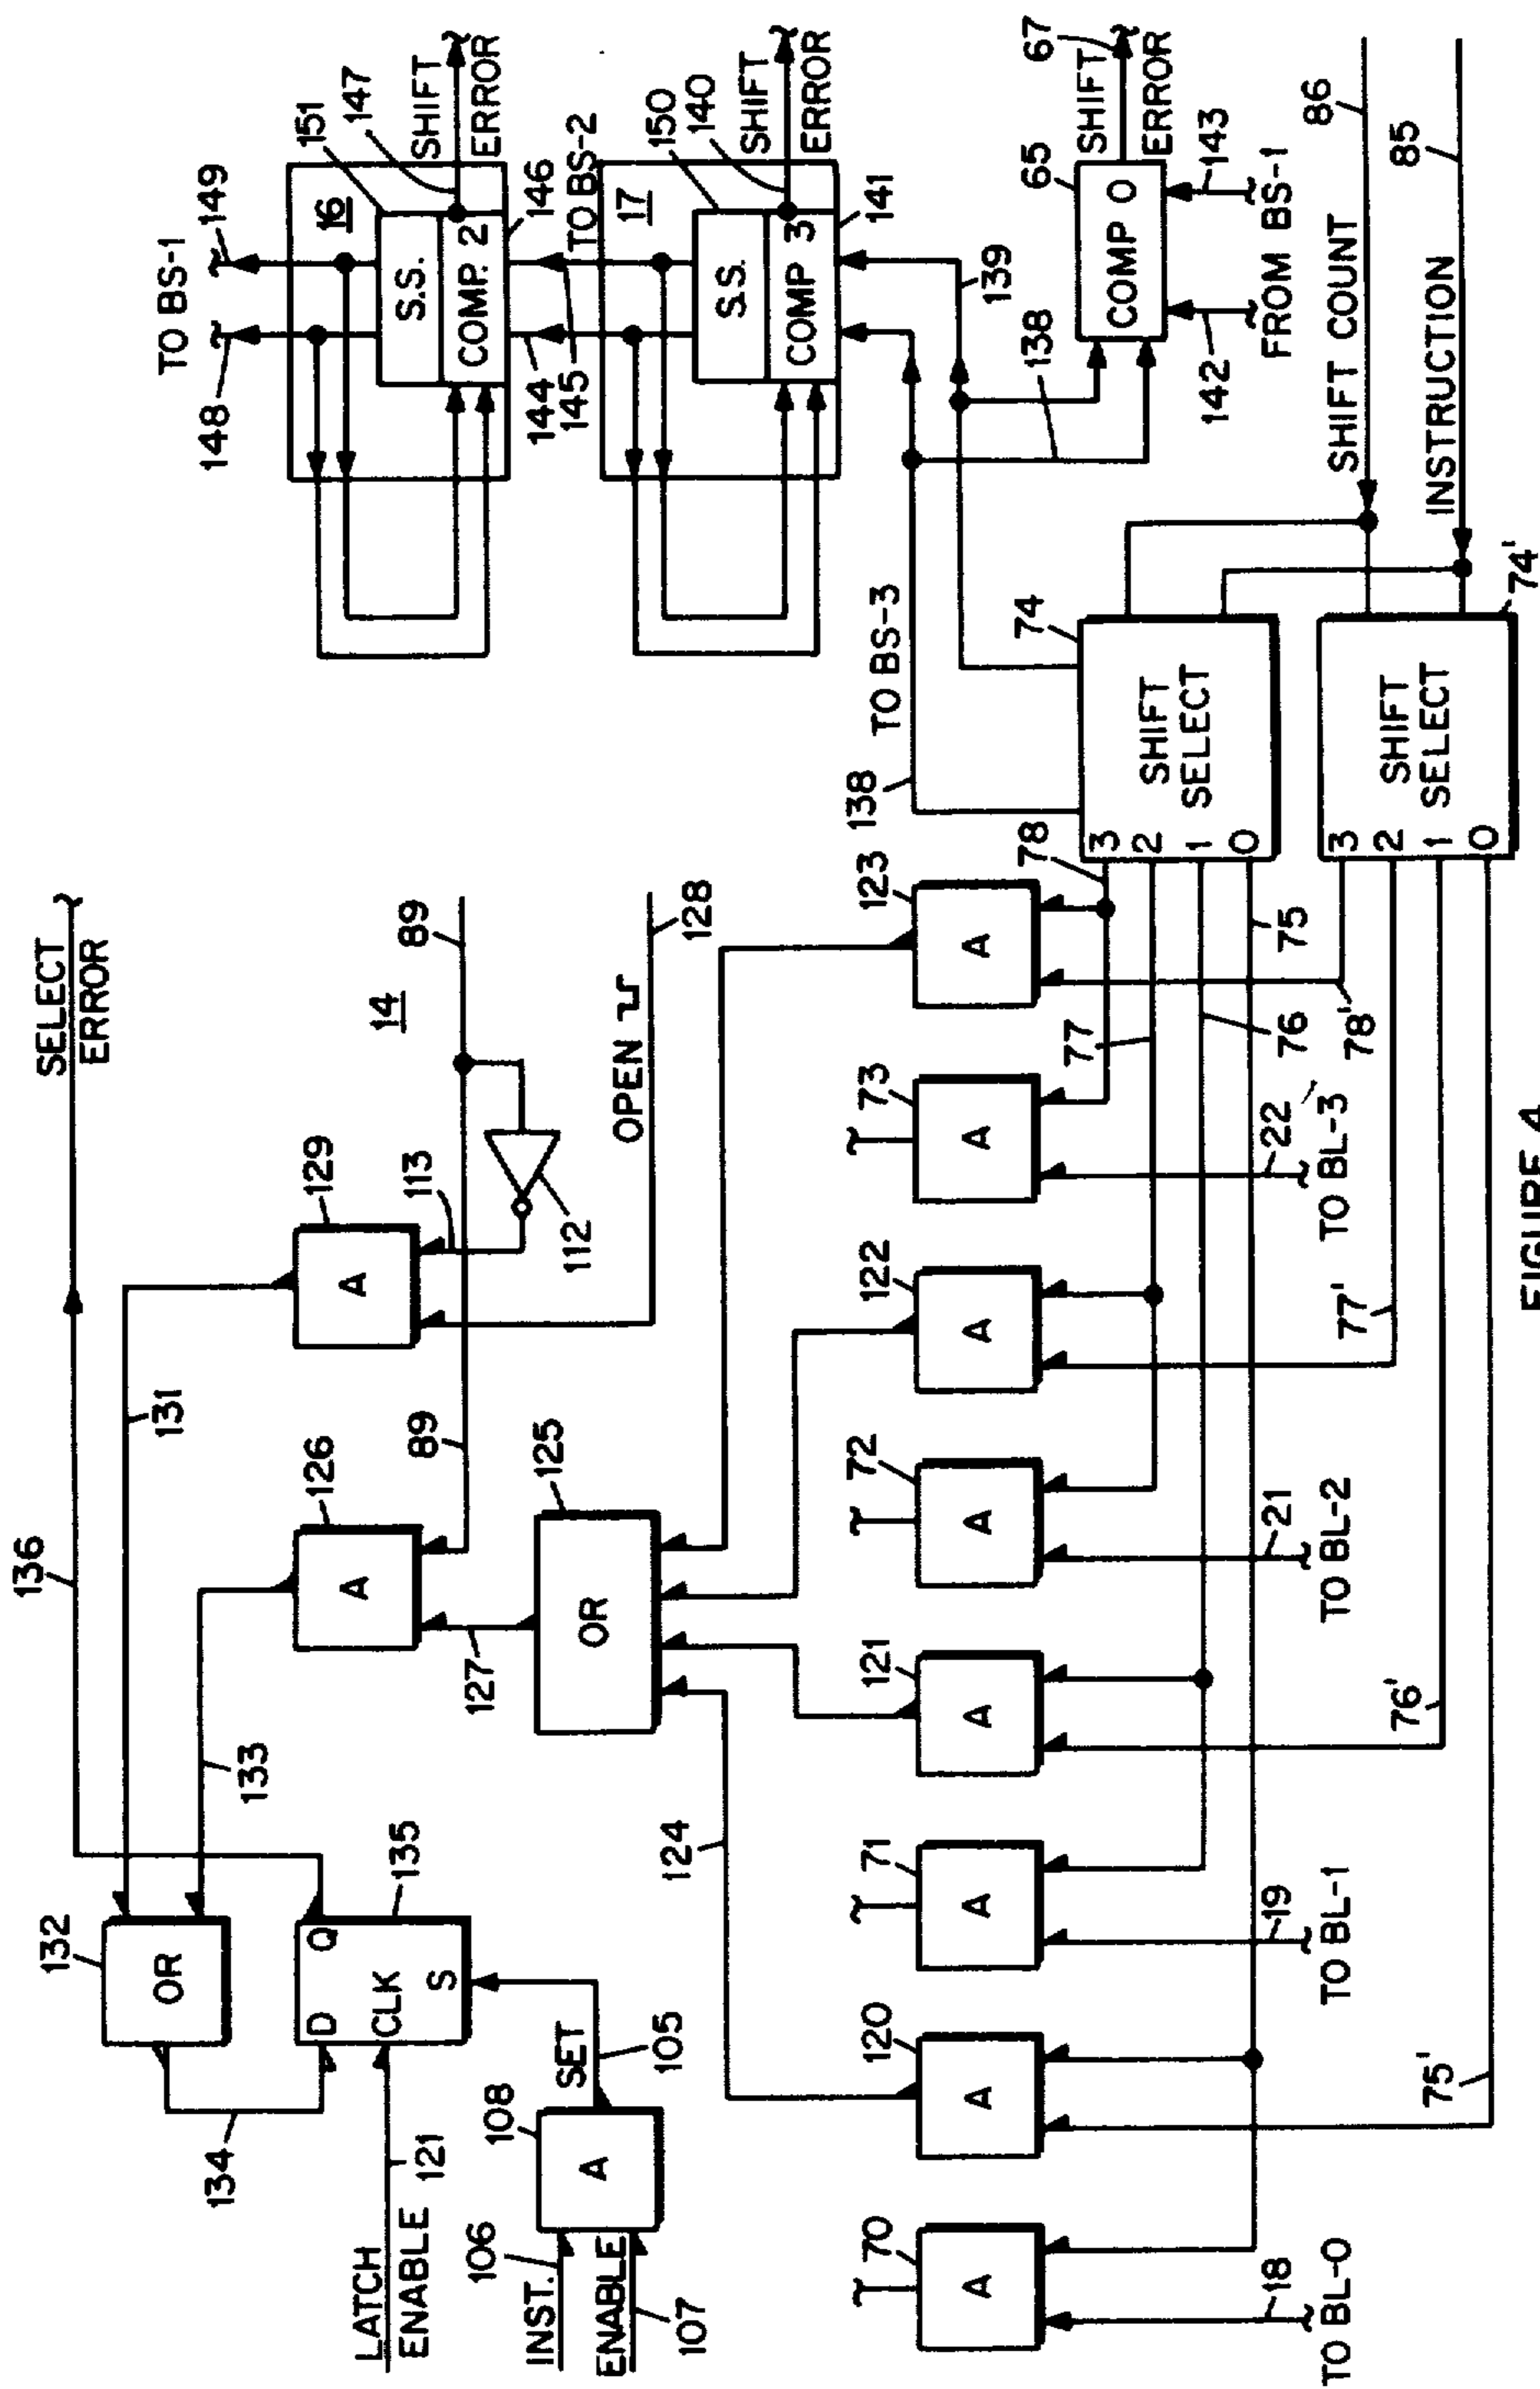 SELECT
ERROR
136
131
133
132
OR
134
D
Q
CLK
S
135
LATCH
ENABLE
121
INST.
106
ENABLE
107
108
A
SET
105
126
A
129
A
113
112
89
89
14
OPEN
128
127
125
OR
124
70
A
120
A
71
A
121
A
72
A
122
A
73
A
123
A
18
TO BL-0
19
TO BL-1
21
TO BL-2
22
TO BL-3
75'
76'
77'
78'
75
76
77
78
74
SHIFT
SELECT
3
2
1
0
74'
SHIFT
SELECT
3
2
1
0
138
TO BS-3
139
138
SHIFT COUNT
86
INSTRUCTION
85
65
COMP 0
SHIFT
ERROR
67
142
143
FROM BS-1
TO BS-1
148
149
16
151
S.S.
COMP. 2
147
SHIFT
ERROR
146
144
145
TO BS-2
17
150
S.S.
COMP 3
140
SHIFT
ERROR
141
FIGURE 4